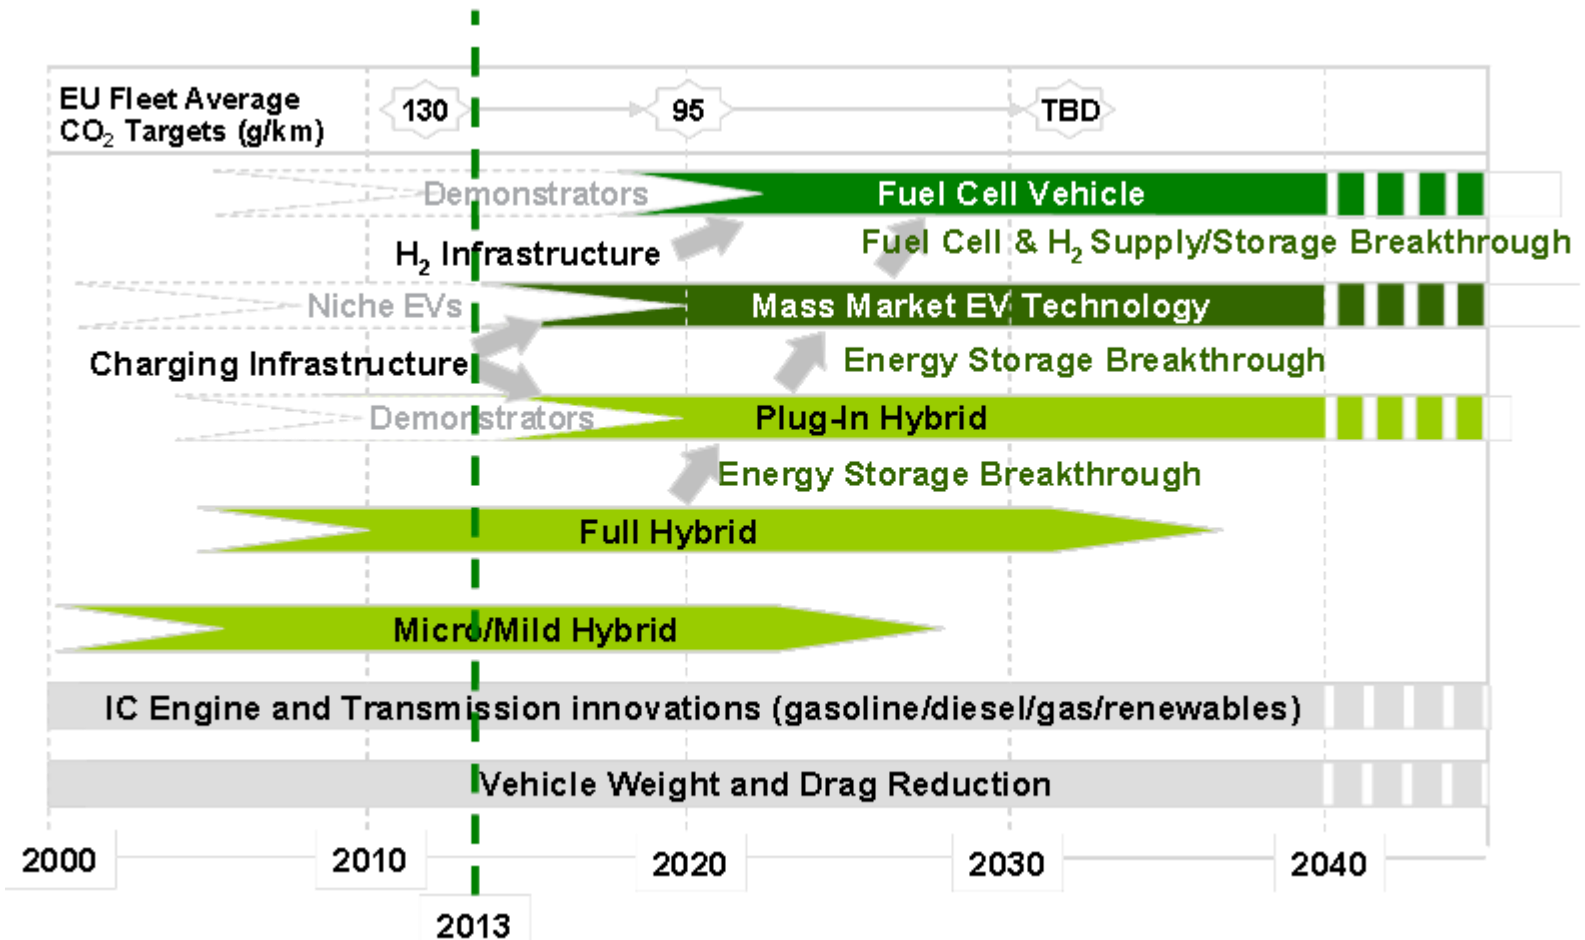 EU Fleet Average
CO₂ Targets (g/km)
130
95
TBD
Demonstrators
Fuel Cell Vehicle
H₂ Infrastructure
Fuel Cell & H₂ Supply/Storage Breakthrough
Niche EVs
Mass Market EV Technology
Charging Infrastructure
Energy Storage Breakthrough
Demonstrators
Plug-In Hybrid
Energy Storage Breakthrough
Full Hybrid
Micro/Mild Hybrid
IC Engine and Transmission innovations (gasoline/diesel/gas/renewables)
Vehicle Weight and Drag Reduction
2000
2010
2020
2030
2040
2013